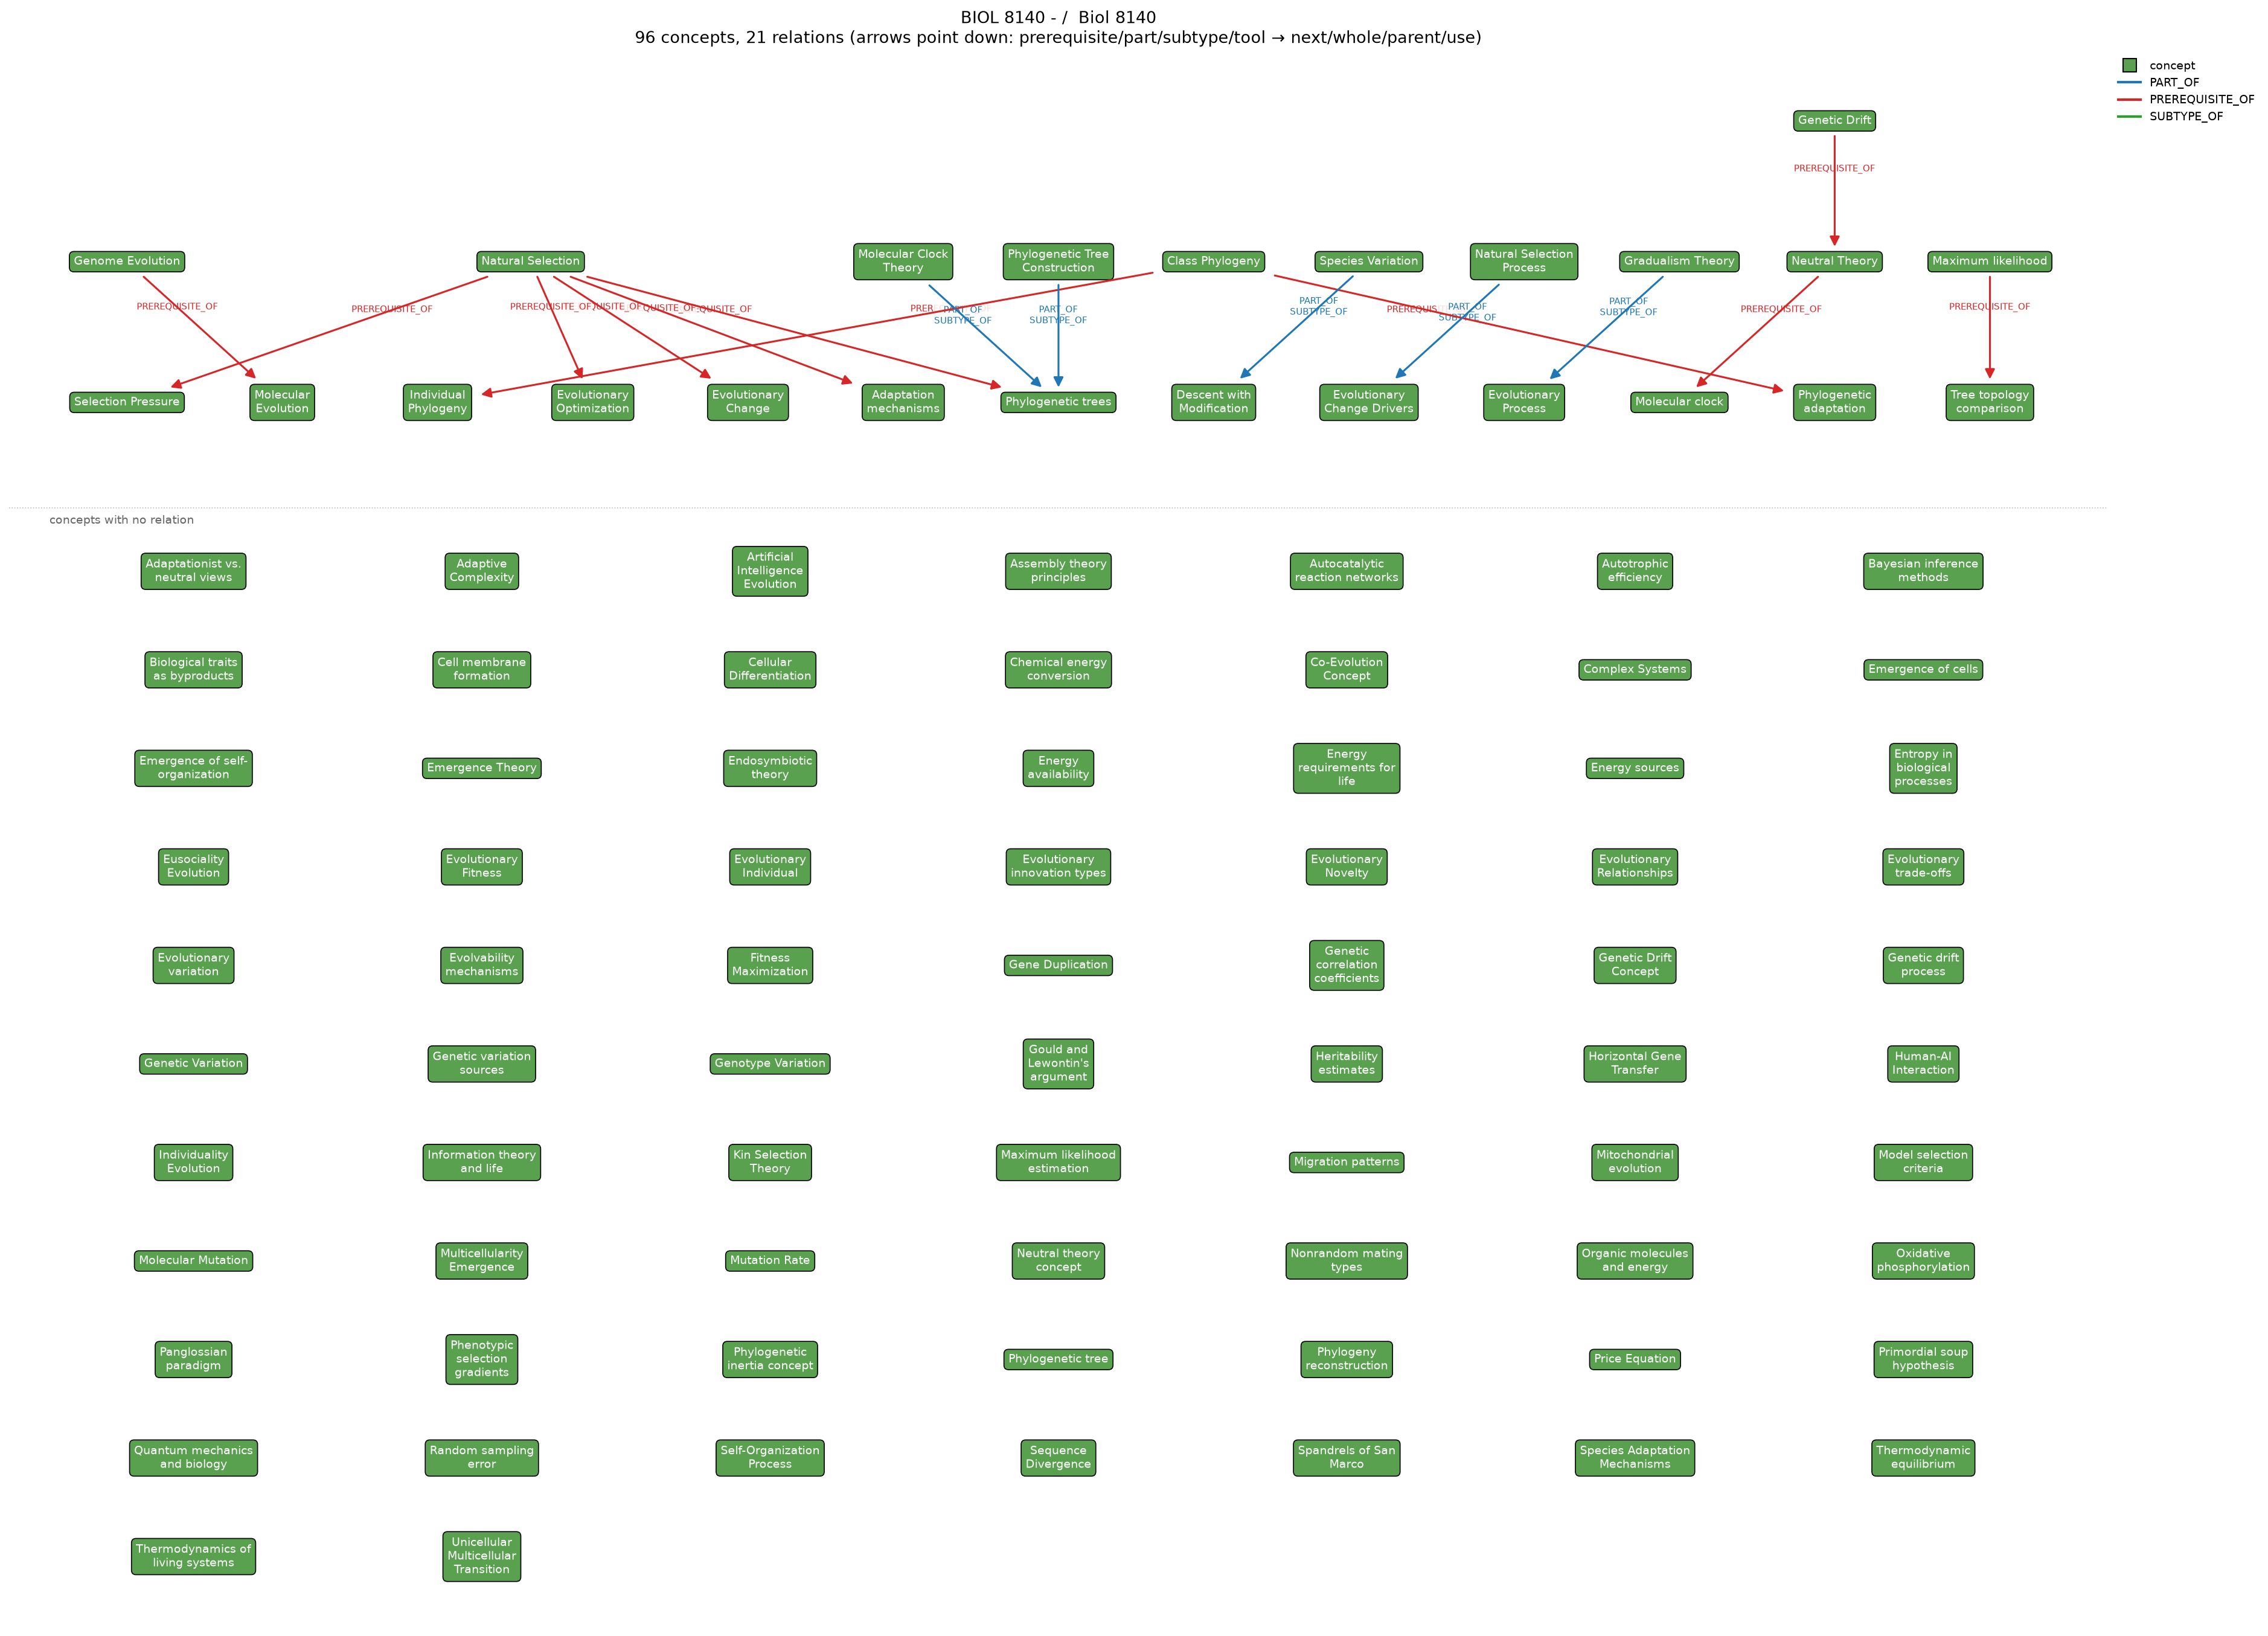 BIOL 8140 - /  Biol 8140
96 concepts, 21 relations (arrows point down: prerequisite/part/subtype/tool → next/whole/parent/use)
concept
PART_OF
PREREQUISITE_OF
SUBTYPE_OF
Genetic Drift
PREREQUISITE_OF
Genome Evolution
Natural Selection
Molecular Clock
Theory
Phylogenetic Tree
Construction
Class Phylogeny
Species Variation
Natural Selection
Process
Gradualism Theory
Neutral Theory
Maximum likelihood
PREREQUISITE_OF
PREREQUISITE_OF
PREREQUISITE_OF
PART_OF
SUBTYPE_OF
PART_OF
SUBTYPE_OF
PART_OF
SUBTYPE_OF
PART_OF
SUBTYPE_OF
PART_OF
SUBTYPE_OF
PREREQUISITE_OF
PREREQUISITE_OF
Selection Pressure
Molecular
Evolution
Individual
Phylogeny
Evolutionary
Optimization
Evolutionary
Change
Adaptation
mechanisms
Phylogenetic trees
Descent with
Modification
Evolutionary
Change Drivers
Evolutionary
Process
Molecular clock
Phylogenetic
adaptation
Tree topology
comparison
concepts with no relation
Adaptationist vs.
neutral views
Adaptive
Complexity
Artificial
Intelligence
Evolution
Assembly theory
principles
Autocatalytic
reaction networks
Autotrophic
efficiency
Bayesian inference
methods
Biological traits
as byproducts
Cell membrane
formation
Cellular
Differentiation
Chemical energy
conversion
Co-Evolution
Concept
Complex Systems
Emergence of cells
Emergence of self-
organization
Emergence Theory
Endosymbiotic
theory
Energy
availability
Energy
requirements for
life
Energy sources
Entropy in
biological
processes
Eusociality
Evolution
Evolutionary
Fitness
Evolutionary
Individual
Evolutionary
innovation types
Evolutionary
Novelty
Evolutionary
Relationships
Evolutionary
trade-offs
Evolutionary
variation
Evolvability
mechanisms
Fitness
Maximization
Gene Duplication
Genetic
correlation
coefficients
Genetic Drift
Concept
Genetic drift
process
Genetic Variation
Genetic variation
sources
Genotype Variation
Gould and
Lewontin's
argument
Heritability
estimates
Horizontal Gene
Transfer
Human-AI
Interaction
Individuality
Evolution
Information theory
and life
Kin Selection
Theory
Maximum likelihood
estimation
Migration patterns
Mitochondrial
evolution
Model selection
criteria
Molecular Mutation
Multicellularity
Emergence
Mutation Rate
Neutral theory
concept
Nonrandom mating
types
Organic molecules
and energy
Oxidative
phosphorylation
Panglossian
paradigm
Phenotypic
selection
gradients
Phylogenetic
inertia concept
Phylogenetic tree
Phylogeny
reconstruction
Price Equation
Primordial soup
hypothesis
Quantum mechanics
and biology
Random sampling
error
Self-Organization
Process
Sequence
Divergence
Spandrels of San
Marco
Species Adaptation
Mechanisms
Thermodynamic
equilibrium
Thermodynamics of
living systems
Unicellular
Multicellular
Transition